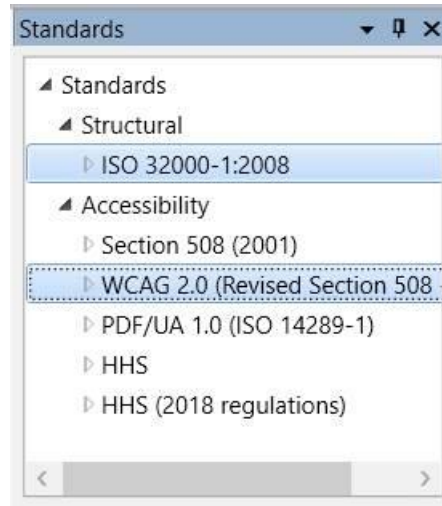 Standards
Standards
Structural
ISO 32000-1:2008
Accessibility
Section 508 (2001)
WCAG 2.0 (Revised Section 508 -
PDF/UA 1.0 (ISO 14289-1)
HHS
HHS (2018 regulations)